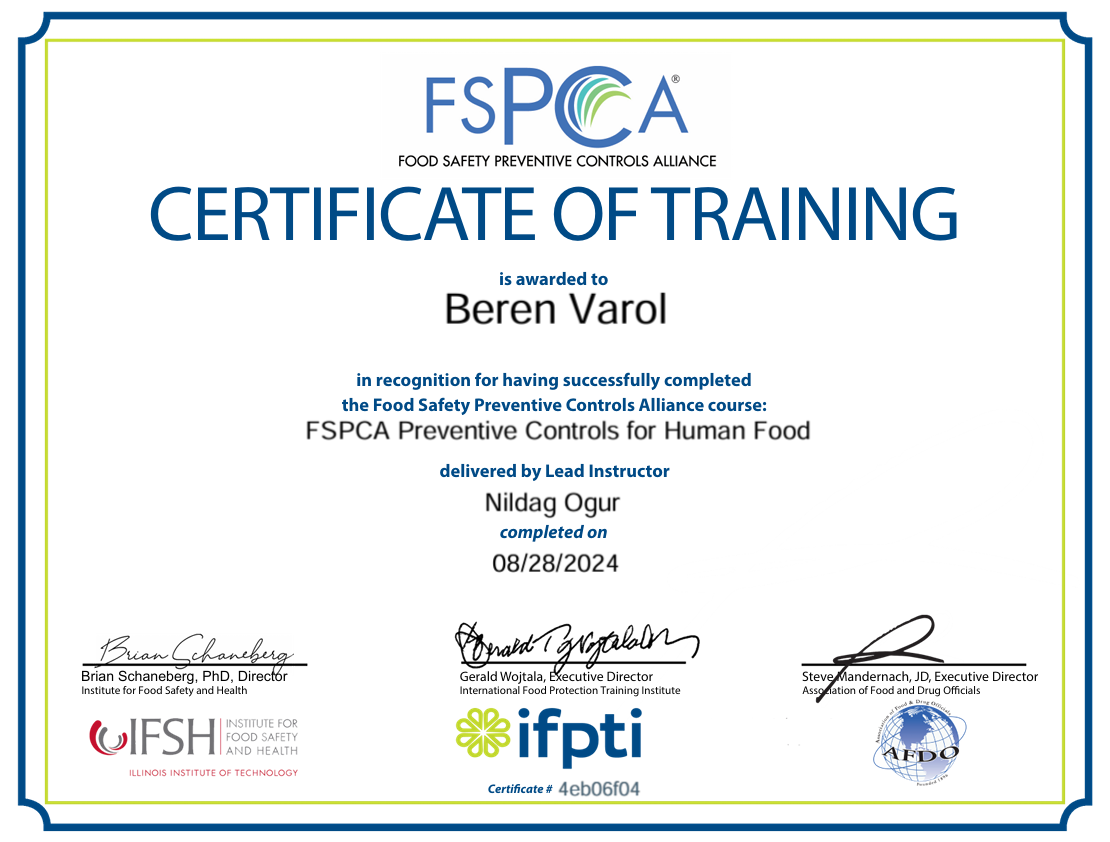 FSPCA®
FOOD SAFETY PREVENTIVE CONTROLS ALLIANCE
CERTIFICATE OF TRAINING
is awarded to
Beren Varol
in recognition for having successfully completed
the Food Safety Preventive Controls Alliance course:
FSPCA Preventive Controls for Human Food
delivered by Lead Instructor
Nildag Ogur
completed on
08/28/2024
Brian Schaneberg
Brian Schaneberg, PhD, Director
Institute for Food Safety and Health
IFSH
INSTITUTE FOR
FOOD SAFETY
AND HEALTH
ILLINOIS INSTITUTE OF TECHNOLOGY
Gerald Wojtala, Executive Director
International Food Protection Training Institute
ifpti
Certificate # 4eb06f04
Steve Mandernach, JD, Executive Director
Association of Food and Drug Officials
Association of Food & Drug Officials
AFDO
Founded 1896